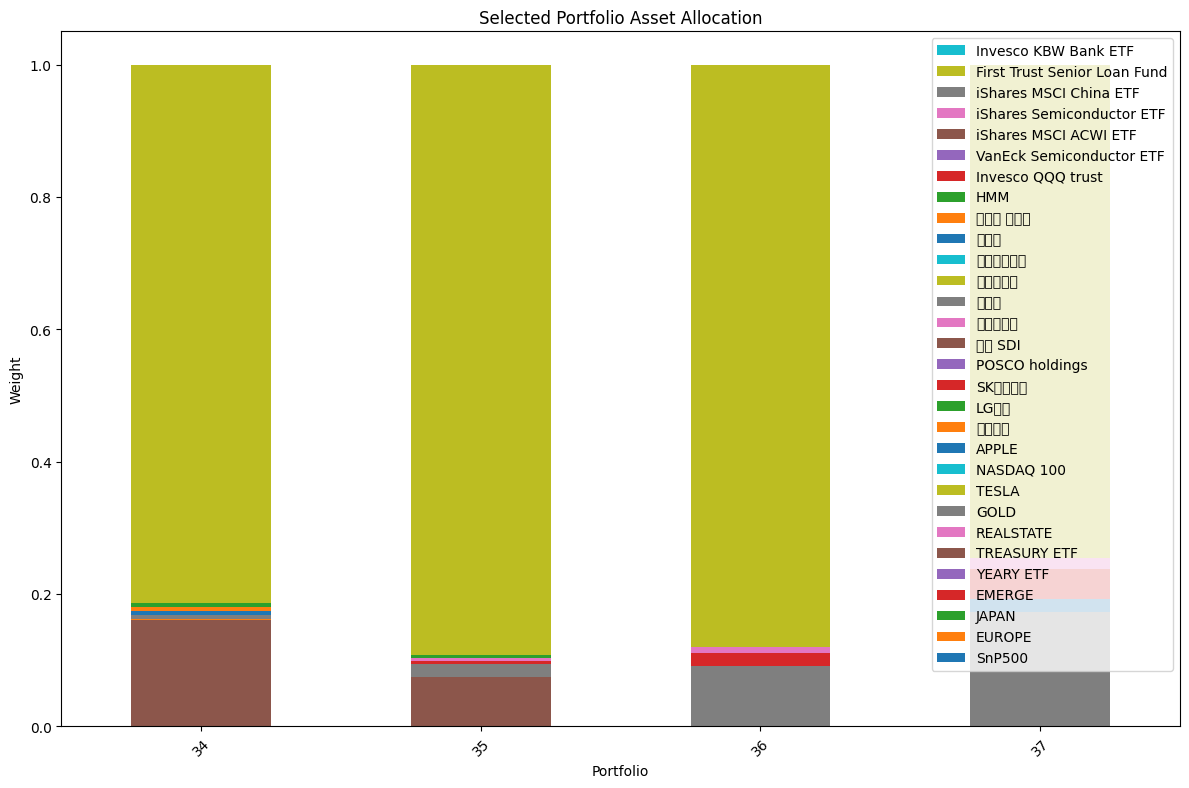 Selected Portfolio Asset Allocation
1.0
0.8
0.6
0.4
0.2
0.0
Weight
Invesco KBW Bank ETF
First Trust Senior Loan Fund
iShares MSCI China ETF
iShares Semiconductor ETF
iShares MSCI ACWI ETF
VanEck Semiconductor ETF
Invesco QQQ trust
HMM
SDI
POSCO holdings
SK
LG
APPLE
NASDAQ 100
TESLA
GOLD
REALSTATE
TREASURY ETF
YEARY ETF
EMERGE
JAPAN
EUROPE
SnP500
34
35
36
37
Portfolio